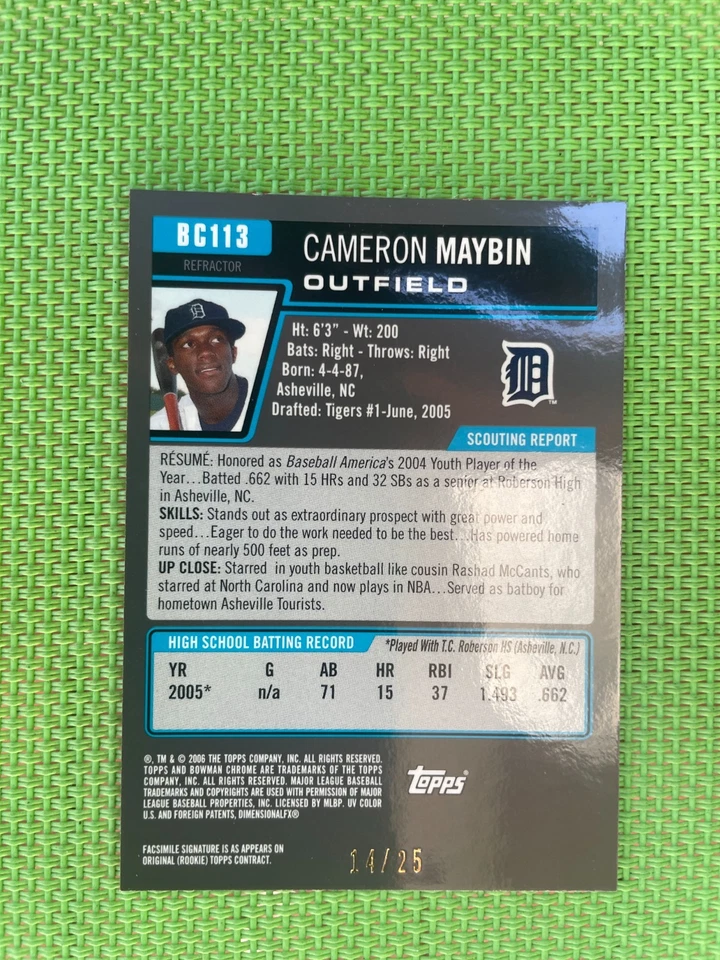 BC113
REFRACTOR
CAMERON MAYBIN
OUTFIELD
Ht: 6'3" - Wt: 200
Bats: Right - Throws: Right
Born: 4-4-87,
Asheville, NC
Drafted: Tigers #1-June, 2005
D
TM
SCOUTING REPORT
RÉSUMÉ: Honored as Baseball America's 2004 Youth Player of the
Year...Batted .662 with 15 HRs and 32 SBs as a senior at Roberson High
in Asheville, NC.
SKILLS: Stands out as extraordinary prospect with great power and
speed...Eager to do the work needed to be the best...Has powered home
runs of nearly 500 feet as prep.
UP CLOSE: Starred in youth basketball like cousin Rashad McCants, who
starred at North Carolina and now plays in NBA...Served as batboy for
hometown Asheville Tourists.
HIGH SCHOOL BATTING RECORD *Played With T.C. Roberson HS (Asheville, N.C.)
YR G AB HR RBI SLG AVG
2005* n/a 71 15 37 1.493 .662
®, TM & © 2006 THE TOPPS COMPANY, INC. ALL RIGHTS RESERVED.
TOPPS AND BOWMAN CHROME ARE TRADEMARKS OF THE TOPPS
COMPANY, INC. ALL RIGHTS RESERVED. MAJOR LEAGUE BASEBALL
TRADEMARKS AND COPYRIGHTS ARE USED WITH PERMISSION OF MAJOR
LEAGUE BASEBALL PROPERTIES, INC. LICENSED BY MLBP. UV COLOR
U.S. AND FOREIGN PATENTS, DIMENSIONALFX®
topps®
FACSIMILE SIGNATURE IS AS APPEARS ON
ORIGINAL (ROOKIE) TOPPS CONTRACT.
14/25